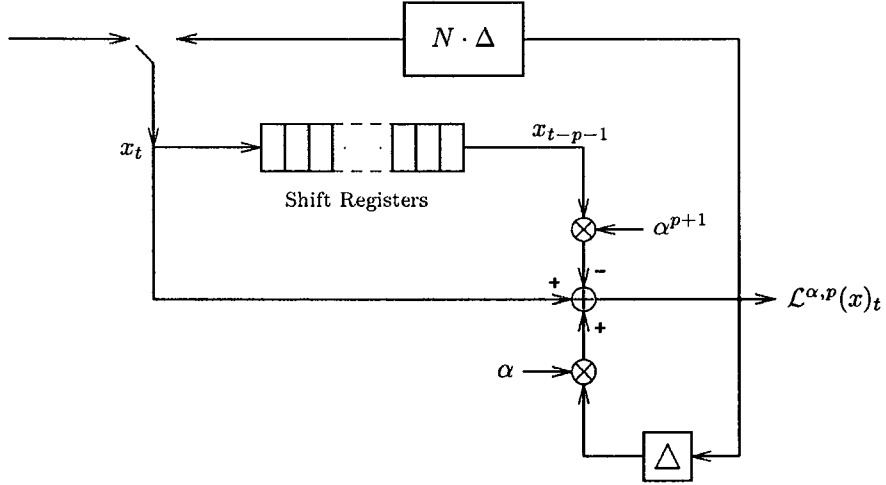 N · Δ
x_{t-p-1}
x_t
Shift Registers
α^{p+1}
-
+
ℒ^{α,p}(x)_t
+
α
Δ